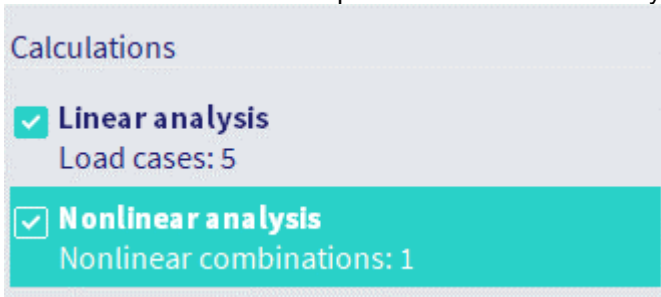 Calculations
Linear analysis
Load cases: 5
Nonlinear analysis
Nonlinear combinations: 1